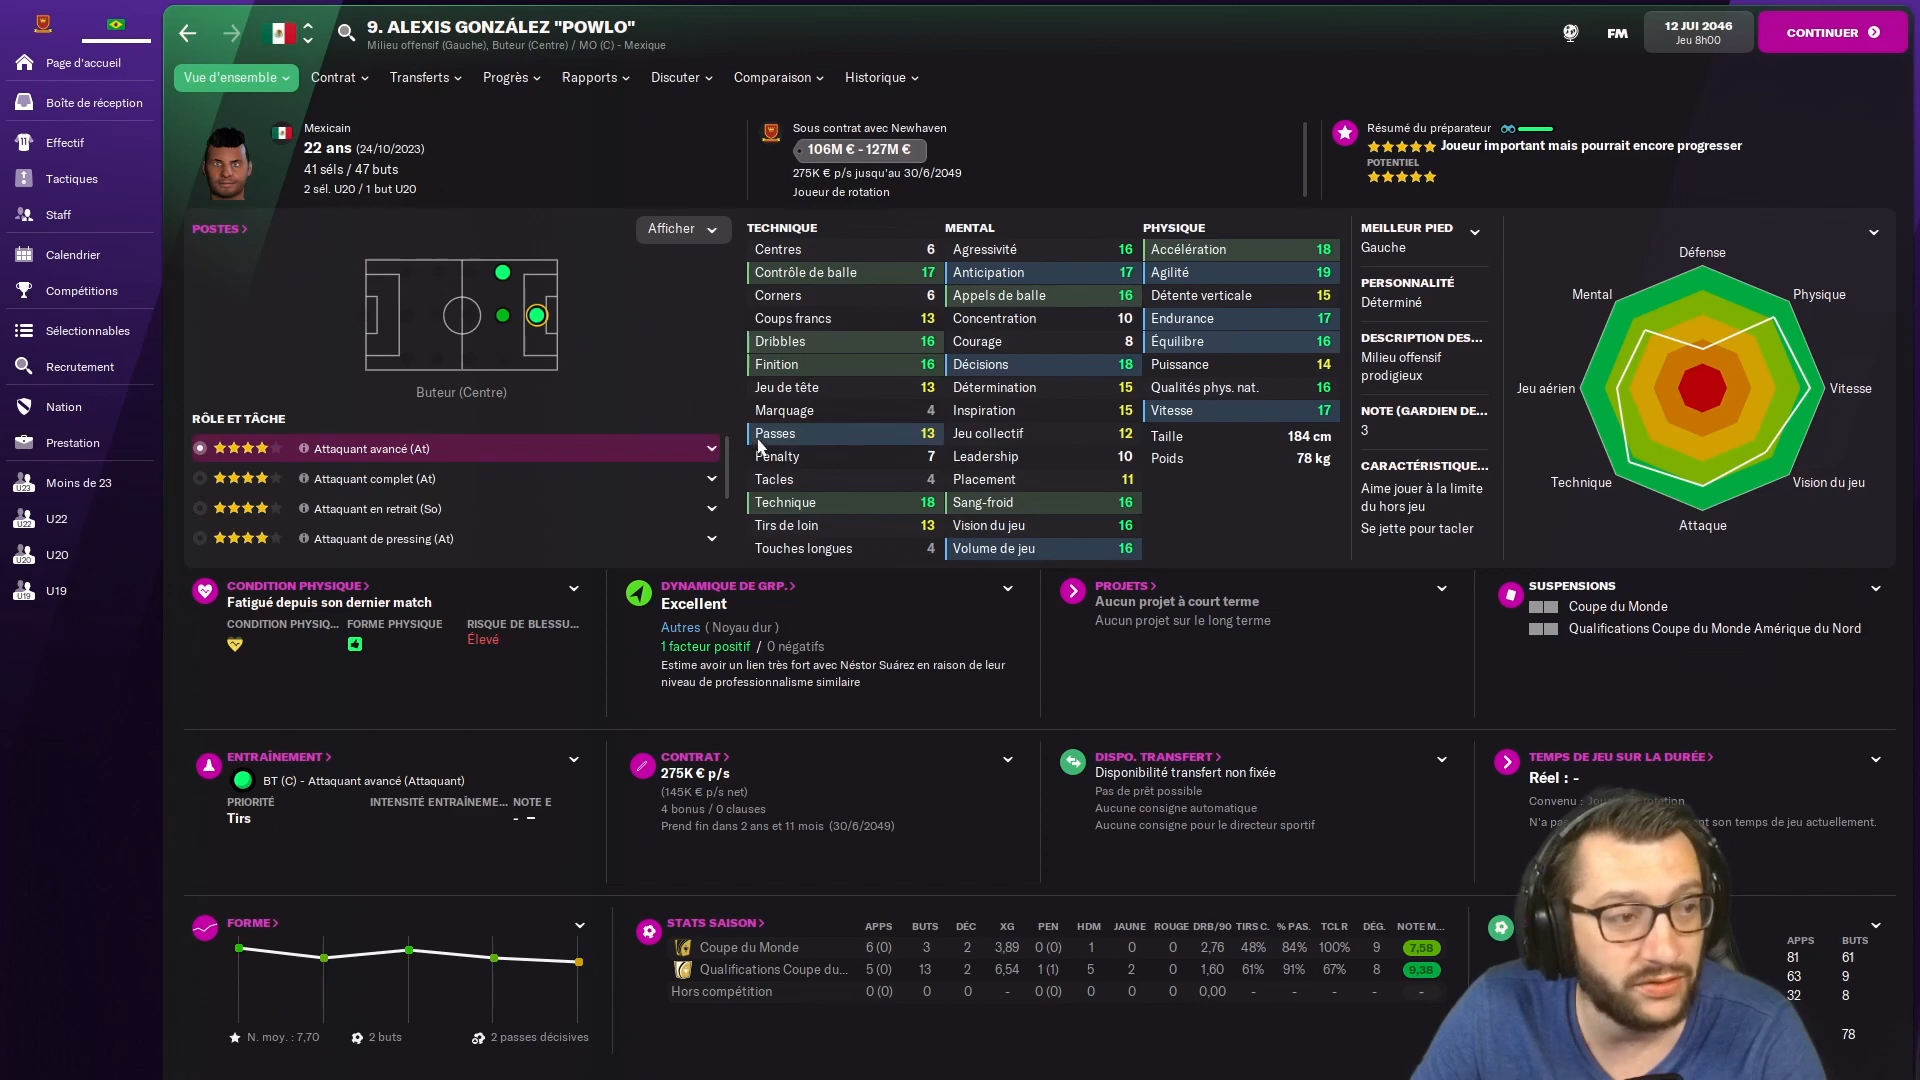 9. ALEXIS GONZÁLEZ "POWLO"
Milieu offensif (Gauche), Buteur (Centre) / MO (C) - Mexique
FM
12 JUI 2046
Jeu 8h00
CONTINUER
Page d'accueil
Boîte de réception
Effectif
Tactiques
Staff
Calendrier
Compétitions
Sélectionnables
Recrutement
Nation
Prestation
Moins de 23
U22
U20
U19
Vue d'ensemble
Contrat
Transferts
Progrès
Rapports
Discuter
Comparaison
Historique
Mexicain
22 ans (24/10/2023)
41 séls / 47 buts
2 sél. U20 / 1 but U20
Sous contrat avec Newhaven
106M € - 127M €
275K € p/s jusqu'au 30/6/2049
Joueur de rotation
Résumé du préparateur
Joueur important mais pourrait encore progresser
POTENTIEL
POSTES
Afficher
Buteur (Centre)
RÔLE ET TÂCHE
Attaquant avancé (At)
Attaquant complet (At)
Attaquant en retrait (So)
Attaquant de pressing (At)
TECHNIQUE
Centres 6
Contrôle de balle 17
Corners 6
Coups francs 13
Dribbles 16
Finition 16
Jeu de tête 13
Marquage 4
Passes 13
Penalty 7
Tacles 4
Technique 18
Tirs de loin 13
Touches longues 4
MENTAL
Agressivité 16
Anticipation 17
Appels de balle 16
Concentration 10
Courage 8
Décisions 18
Détermination 15
Inspiration 15
Jeu collectif 12
Leadership 10
Placement 11
Sang-froid 16
Vision du jeu 16
Volume de jeu 16
PHYSIQUE
Accélération 18
Agilité 19
Détente verticale 15
Endurance 17
Équilibre 16
Puissance 14
Qualités phys. nat. 16
Vitesse 17
Taille 184 cm
Poids 78 kg
MEILLEUR PIED
Gauche
PERSONNALITÉ
Déterminé
DESCRIPTION DES...
Milieu offensif
prodigieux
NOTE (GARDIEN DE...
3
CARACTÉRISTIQUE...
Aime jouer à la limite
du hors jeu
Se jette pour tacler
Défense
Physique
Vitesse
Vision du jeu
Attaque
Technique
Jeu aérien
Mental
CONDITION PHYSIQUE
Fatigué depuis son dernier match
CONDITION PHYSIQ... FORME PHYSIQUE RISQUE DE BLESSU...
Élevé
DYNAMIQUE DE GRP.
Excellent
Autres ( Noyau dur )
1 facteur positif / 0 négatifs
Estime avoir un lien très fort avec Néstor Suárez en raison de leur
niveau de professionnalisme similaire
PROJETS
Aucun projet à court terme
Aucun projet sur le long terme
SUSPENSIONS
Coupe du Monde
Qualifications Coupe du Monde Amérique du Nord
ENTRAÎNEMENT
BT (C) - Attaquant avancé (Attaquant)
PRIORITÉ INTENSITÉ ENTRAÎNEME... NOTE E
Tirs - –
CONTRAT
275K € p/s
(145K € p/s net)
4 bonus / 0 clauses
Prend fin dans 2 ans et 11 mois (30/6/2049)
DISPO. TRANSFERT
Disponibilité transfert non fixée
Pas de prêt possible
Aucune consigne automatique
Aucune consigne pour le directeur sportif
TEMPS DE JEU SUR LA DURÉE
Réel : -
Convenu :
N'a pa
nt son temps de jeu actuellement.
FORME
N. moy. : 7,70
2 buts
2 passes décisives
STATS SAISON APPS BUTS DÉC XG PEN HDM JAUNE ROUGE DRB/90 TIRS C. % PAS. TCL R DÉG. NOTE M...
Coupe du Monde 6 (0) 3 2 3,89 0 (0) 1 0 0 2,76 48% 84% 100% 9 7,58
Qualifications Coupe du... 5 (0) 13 2 6,54 1 (1) 5 2 0 1,60 61% 91% 67% 8 9,38
Hors compétition 0 (0) 0 0 - 0 (0) 0 0 0 0,00 - - - - -
APPS BUTS
81 61
63 9
32 8
78